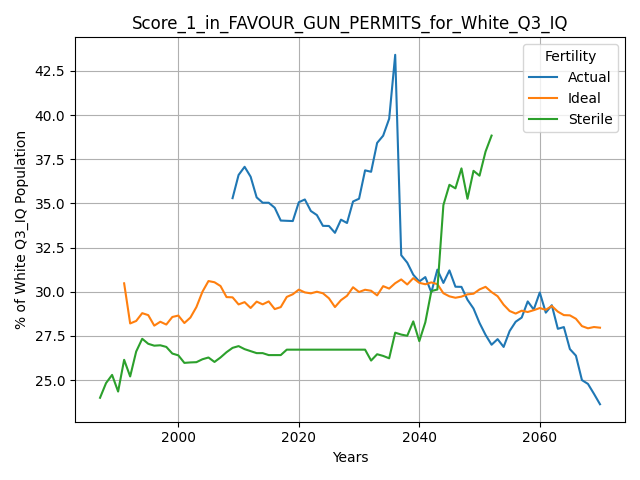 Score_1_in_FAVOUR_GUN_PERMITS_for_White_Q3_IQ
Fertility
Actual
Ideal
Sterile
% of White Q3_IQ Population
42.5
40.0
37.5
35.0
32.5
30.0
27.5
25.0
2000
2020
2040
2060
Years